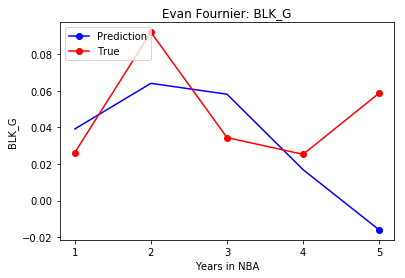 Evan Fournier: BLK_G
Prediction
True
BLK_G
0.08
0.06
0.04
0.02
0.00
−0.02
1 2 3 4 5
Years in NBA